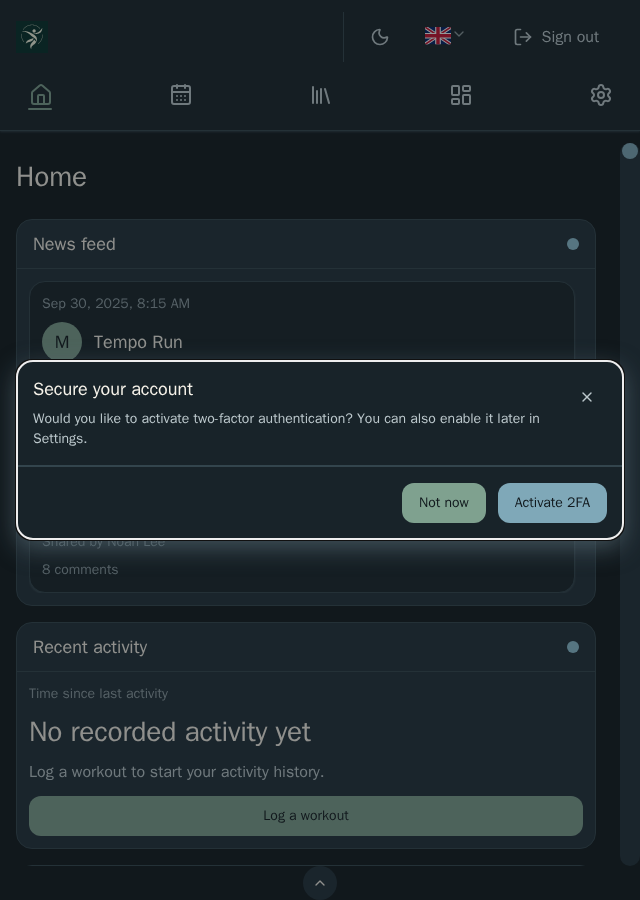 Sign out
Home
News feed
Sep 30, 2025, 8:15 AM
M
Tempo Run
Secure your account
Would you like to activate two-factor authentication? You can also enable it later in
Settings.
Not now
Activate 2FA
Shared by Noah Lee
8 comments
Recent activity
Time since last activity
No recorded activity yet
Log a workout to start your activity history.
Log a workout